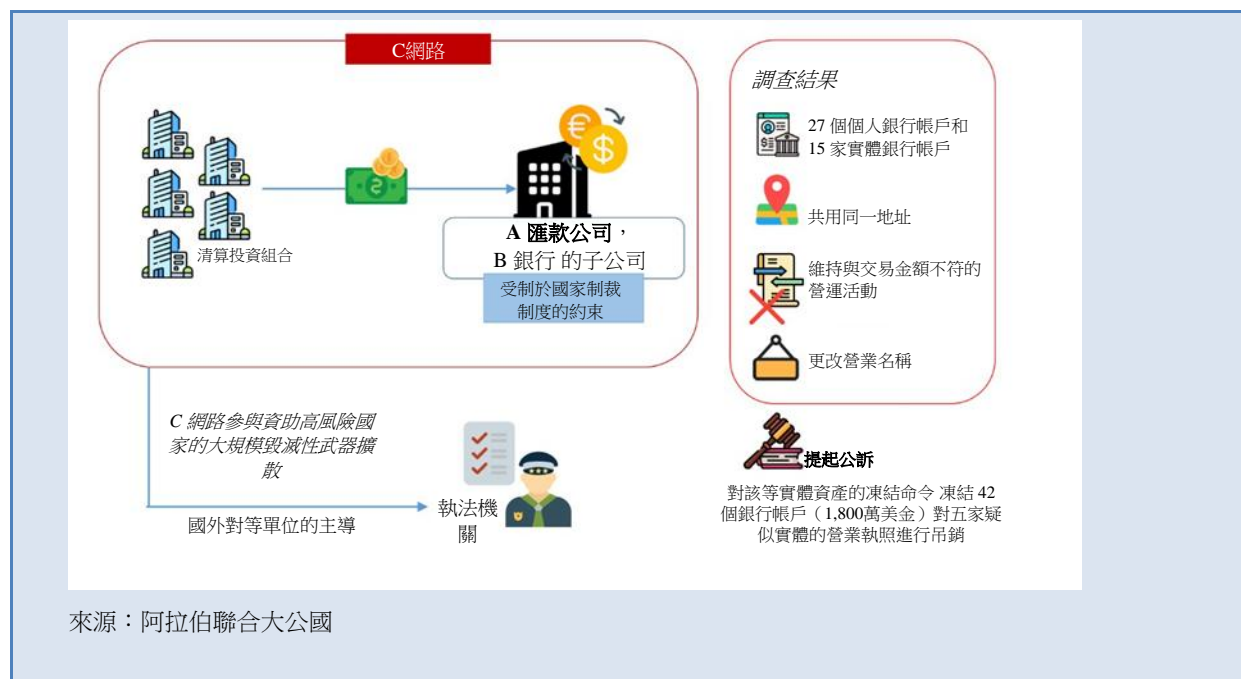 C網路
清算投資組合
A 匯款公司，
B 銀行 的子公司
受制於國家制裁
制度的約束
C 網路參與資助高風險國
家的大規模毀滅性武器擴
散
國外對等單位的主導
執法機
關
調查結果
27 個個人銀行帳戶和
15 家實體銀行帳戶
共用同一地址
維持與交易金額不符的
營運活動
更改營業名稱
提起公訴
對該等實體資產的凍結命令 凍結 42
個銀行帳戶（1,800萬美金）對五家疑
似實體的營業執照進行吊銷
來源：阿拉伯聯合大公國